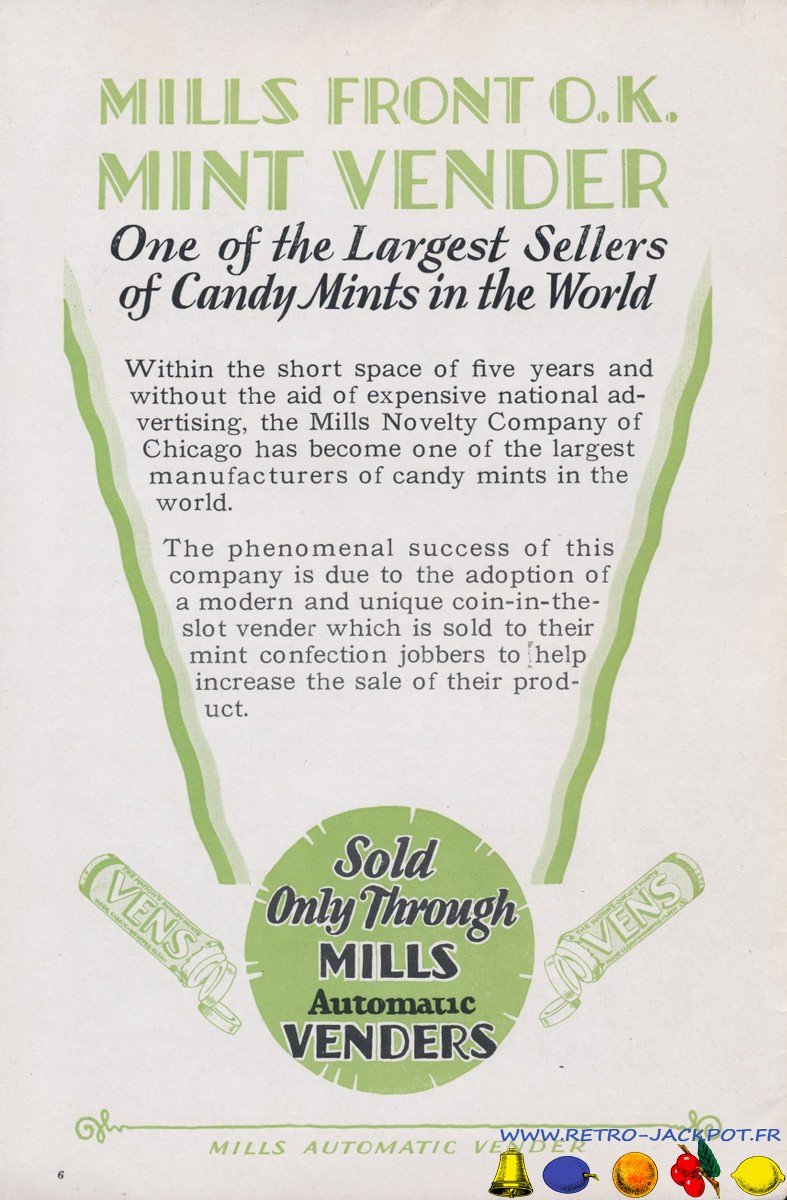 MILLS FRONT O.K.
MINT VENDER
One of the Largest Sellers
of Candy Mints in the World
Within the short space of five years and
without the aid of expensive national ad-
vertising, the Mills Novelty Company of
Chicago has become one of the largest
manufacturers of candy mints in the
world.
The phenomenal success of this
company is due to the adoption of
a modern and unique coin-in-the-
slot vender which is sold to their
mint confection jobbers to help
increase the sale of their prod-
uct.
Sold
Only Through
MILLS
Automatic
VENDERS
VENS
VENS
MILLS AUTOMATIC VENDER
6
WWW.RETRO-JACKPOT.FR